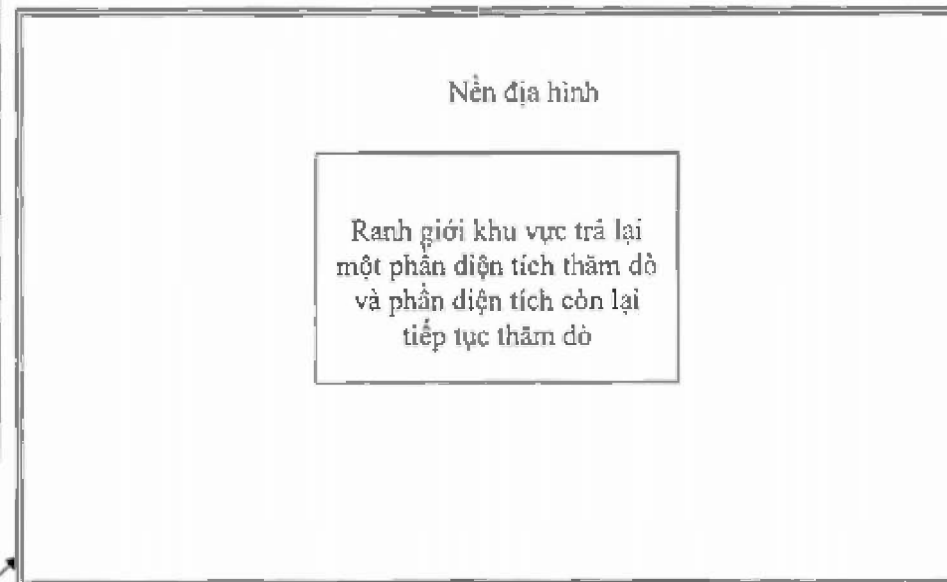 Nền địa hình
Ranh giới khu vực trả lại
một phần diện tích thăm dò
và phần diện tích còn lại
tiếp tục thăm dò